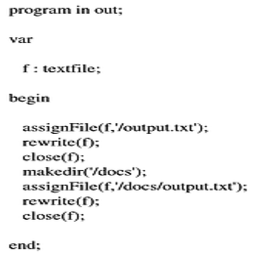 program in out;
var
f : textfile;
begin
assignFile(f,'/output.txt');
rewrite(f);
close(f);
makedir('/docs');
assignFile(f,'/docs/output.txt');
rewrite(f);
close(f);
end;